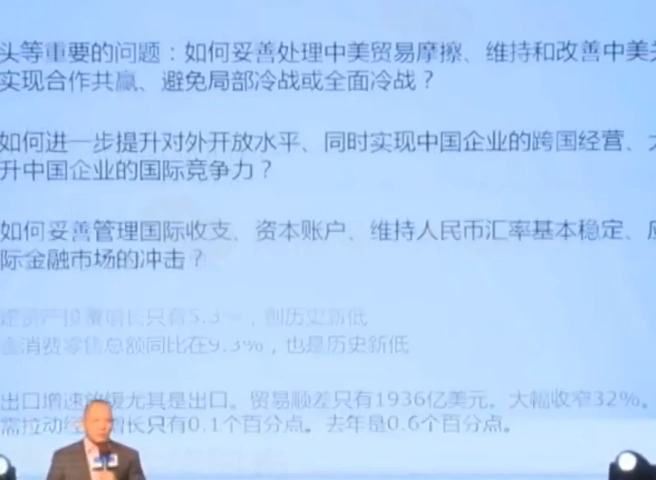 头等重要的问题：如何妥善处理中美贸易摩擦、维持和改善中美
实现合作共赢、避免局部冷战或全面冷战？
如何进一步提升对外开放水平、同时实现中国企业的跨国经营、
升中国企业的国际竞争力？
如何妥善管理国际收支、资本账户、维持人民币汇率基本稳定、应
际金融市场的冲击？
增长只有5.3%，创历史新低
消费零售总额同比在9.3%，也是历史新低
出口增速放缓尤其是出口。贸易顺差只有1936亿美元。大幅收窄32%。
需拉动经 增长只有0.1个百分点。去年是0.6个百分点。